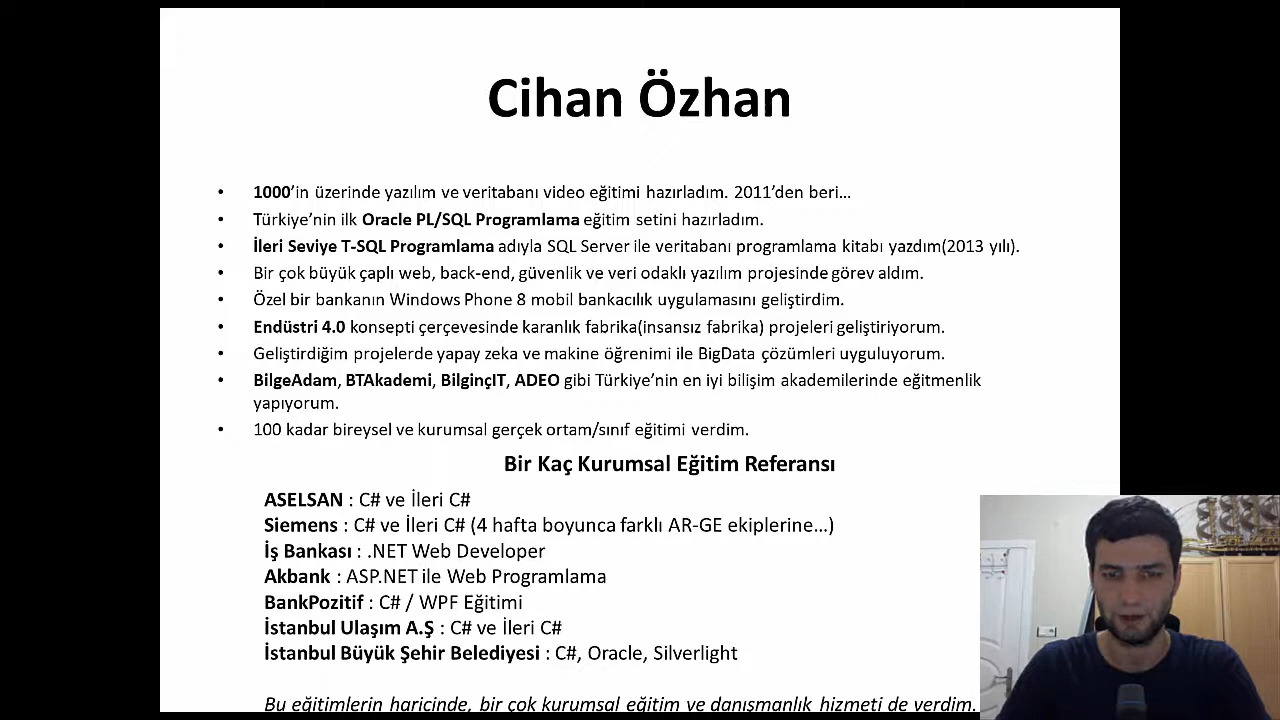 Cihan Özhan
• 1000’in üzerinde yazılım ve veritabanı video eğitimi hazırladım. 2011’den beri…
• Türkiye’nin ilk Oracle PL/SQL Programlama eğitim setini hazırladım.
• İleri Seviye T-SQL Programlama adıyla SQL Server ile veritabanı programlama kitabı yazdım(2013 yılı).
• Bir çok büyük çaplı web, back-end, güvenlik ve veri odaklı yazılım projesinde görev aldım.
• Özel bir bankanın Windows Phone 8 mobil bankacılık uygulamasını geliştirdim.
• Endüstri 4.0 konsepti çerçevesinde karanlık fabrika(insansız fabrika) projeleri geliştiriyorum.
• Geliştirdiğim projelerde yapay zeka ve makine öğrenimi ile BigData çözümleri uyguluyorum.
• BilgeAdam, BTAkademi, BilginçIT, ADEO gibi Türkiye’nin en iyi bilişim akademilerinde eğitmenlik
yapıyorum.
• 100 kadar bireysel ve kurumsal gerçek ortam/sınıf eğitimi verdim.
Bir Kaç Kurumsal Eğitim Referansı
ASELSAN : C# ve İleri C#
Siemens : C# ve İleri C# (4 hafta boyunca farklı AR-GE ekiplerine…)
İş Bankası : .NET Web Developer
Akbank : ASP.NET ile Web Programlama
BankPozitif : C# / WPF Eğitimi
İstanbul Ulaşım A.Ş : C# ve İleri C#
İstanbul Büyük Şehir Belediyesi : C#, Oracle, Silverlight
Bu eğitimlerin haricinde, bir çok kurumsal eğitim ve danışmanlık hizmeti de verdim.